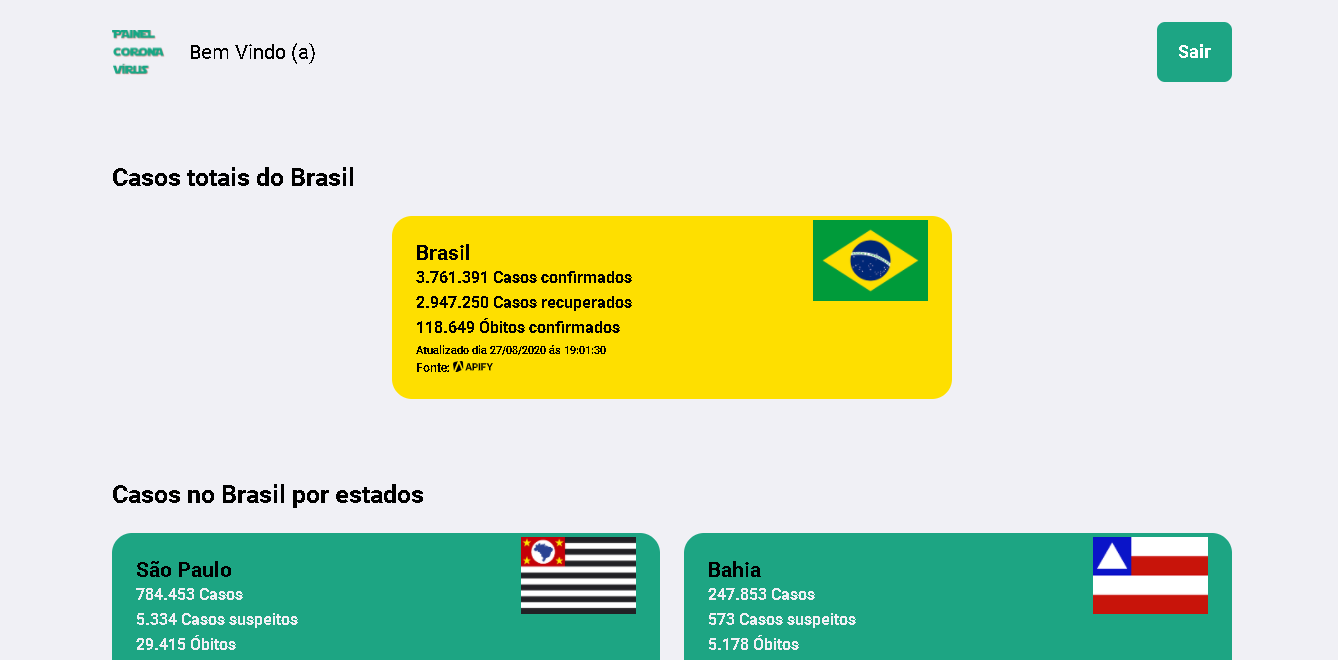 PAINEL
CORONA
VÍRUS
Bem Vindo (a)
Sair
Casos totais do Brasil
Brasil
3.761.391 Casos confirmados
2.947.250 Casos recuperados
118.649 Óbitos confirmados
Atualizado dia 27/08/2020 ás 19:01:30
Fonte: APIFY
Casos no Brasil por estados
São Paulo
784.453 Casos
5.334 Casos suspeitos
29.415 Óbitos
Bahia
247.853 Casos
573 Casos suspeitos
5.178 Óbitos